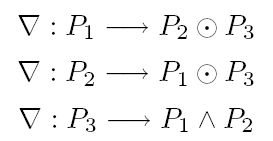 ∇ : P₁ ⟶ P₂ ⊙ P₃
∇ : P₂ ⟶ P₁ ⊙ P₃
∇ : P₃ ⟶ P₁ ∧ P₂